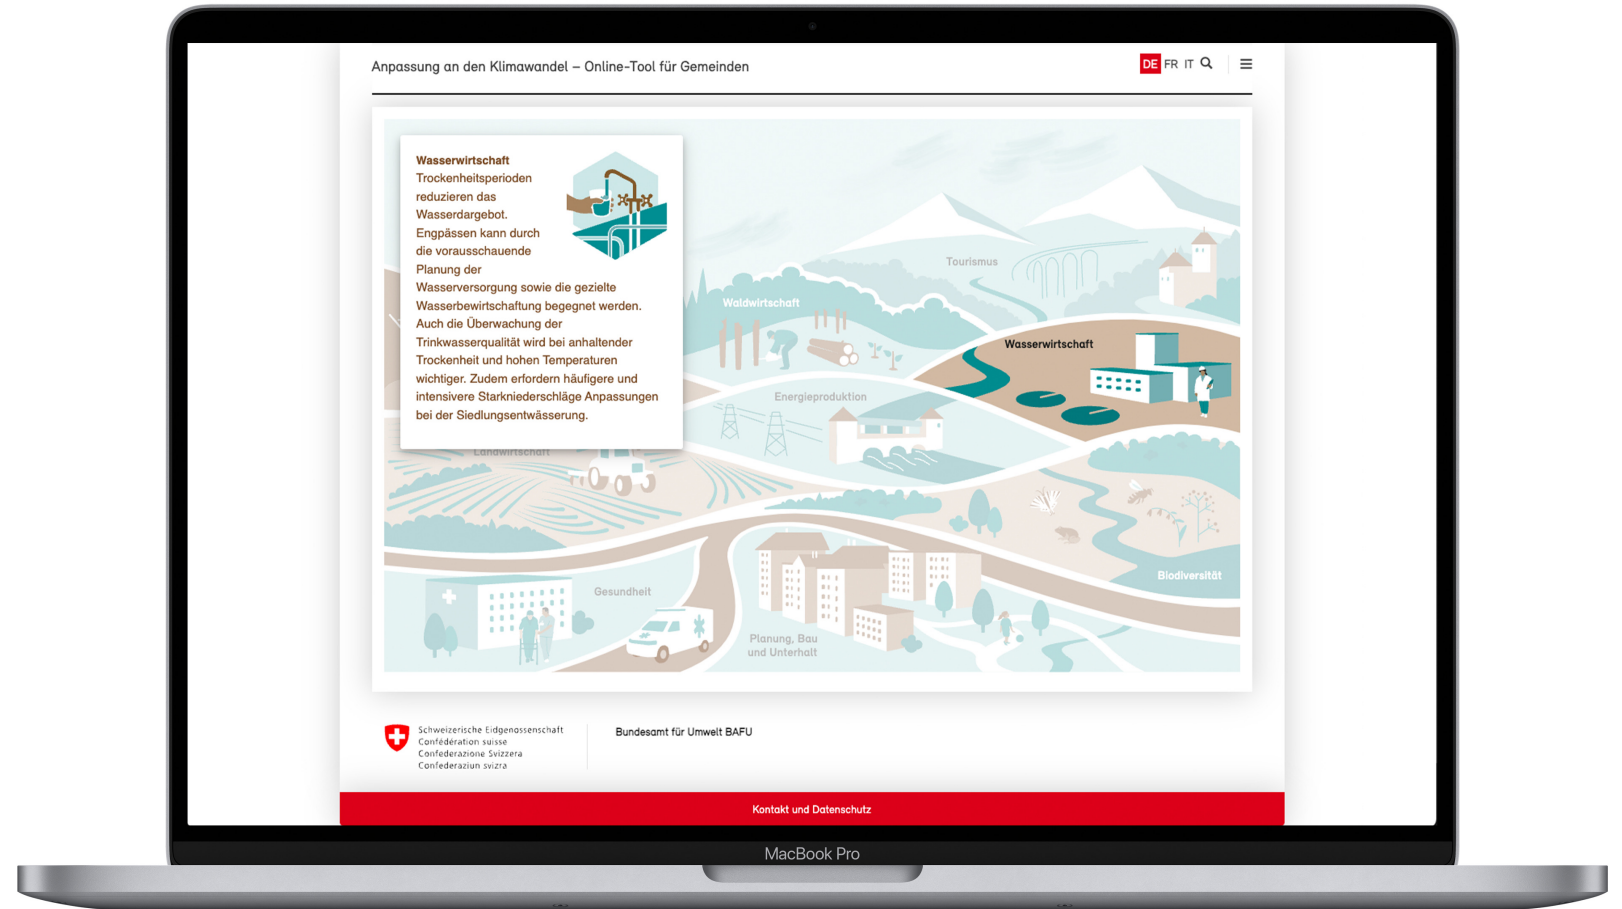 Anpassung an den Klimawandel – Online-Tool für Gemeinden
DE FR IT
Wasserwirtschaft
Trockenheitsperioden
reduzieren das
Wasserdargebot.
Engpässen kann durch
die vorausschauende
Planung der
Wasserversorgung sowie die gezielte
Wasserbewirtschaftung begegnet werden.
Auch die Überwachung der
Trinkwasserqualität wird bei anhaltender
Trockenheit und hohen Temperaturen
wichtiger. Zudem erfordern häufigere und
intensivere Starkniederschläge Anpassungen
bei der Siedlungsentwässerung.
Tourismus
Waldwirtschaft
Wasserwirtschaft
Energieproduktion
Landwirtschaft
Biodiversität
Gesundheit
Planung, Bau
und Unterhalt
Schweizerische Eidgenossenschaft
Confédération suisse
Confederazione Svizzera
Confederaziun svizra
Bundesamt für Umwelt BAFU
Kontakt und Datenschutz
MacBook Pro